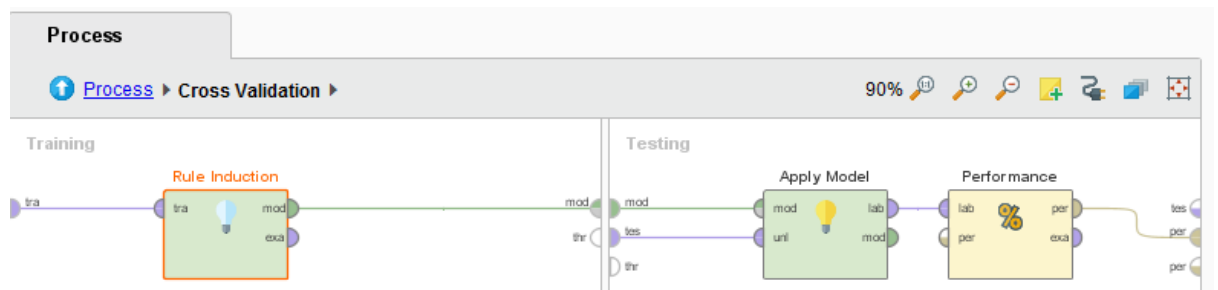 Process
Process ▸ Cross Validation ▸
90%
Training
Testing
Rule Induction
Apply Model
Performance
tra
tra
mod
exa
mod
thr
mod
tes
thr
mod
unl
lab
mod
lab
per
%
per
exa
tes
per
per